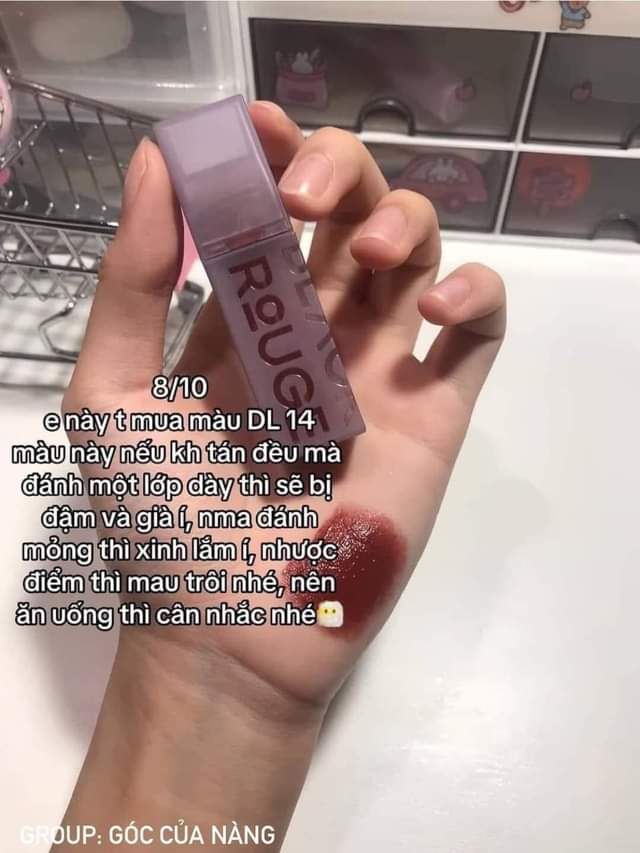 BLACK
ROUGE
8/10
e này t mua màu DL 14
màu này nếu kh tán đều mà
đánh một lớp dày thì sẽ bị
đậm và già í, nma đánh
mỏng thì xinh lắm í, nhược
điểm thì mau trôi nhé, nên
ăn uống thì cân nhắc nhé😶
GROUP: GÓC CỦA NÀNG